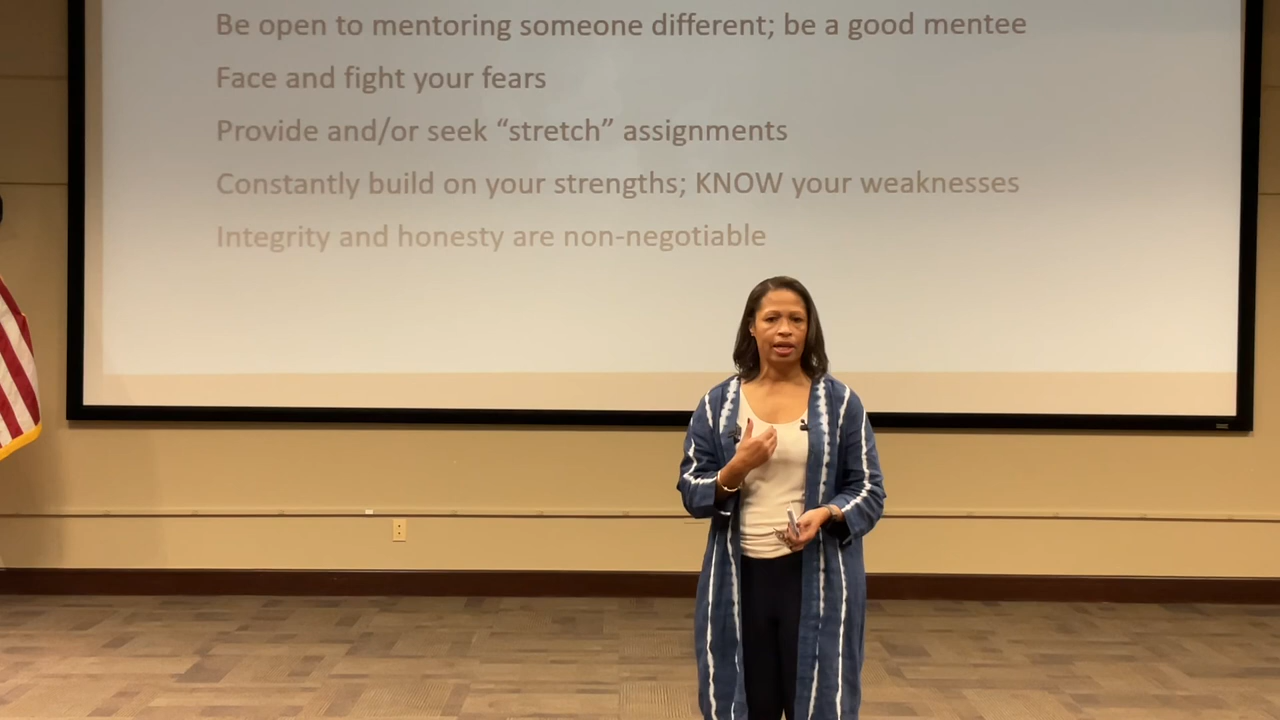 Be open to mentoring someone different; be a good mentee
Face and fight your fears
Provide and/or seek “stretch” assignments
Constantly build on your strengths; KNOW your weaknesses
Integrity and honesty are non-negotiable